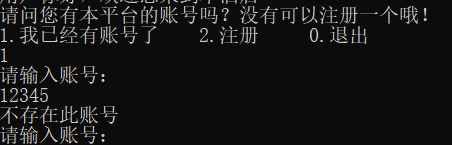 请问您有本平台的账号吗？没有可以注册一个哦！
1.我已经有账号了    2.注册    0.退出
1
请输入账号：
12345
不存在此账号
请输入账号：